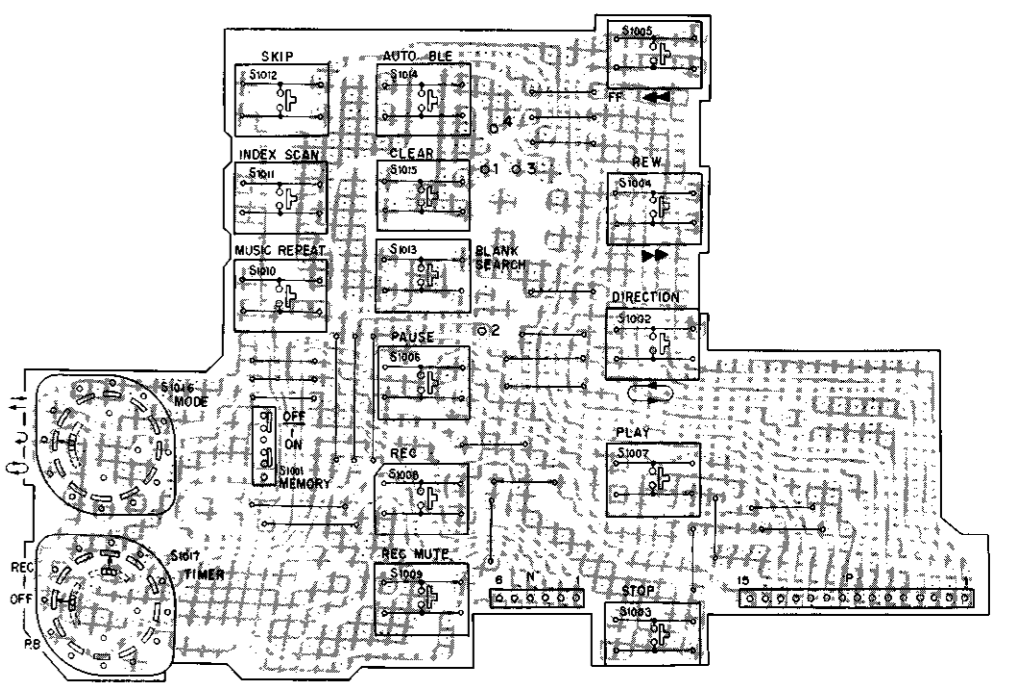 SKIP
S1012
AUTO BLE
S1014
S1005
FF
4
INDEX SCAN
S1011
CLEAR
S1015
1
3
REW
S1004
MUSIC REPEAT
S1010
S1013
BLANK
SEARCH
DIRECTION
S1002
2
PAUSE
S1006
S1016
MODE
OFF
ON
S1001
MEMORY
REC
S1008
PLAY
S1007
S1017
TIMER
REC
OFF
P.B
REC MUTE
S1009
6 N 1
STOP
S1003
15 P 1